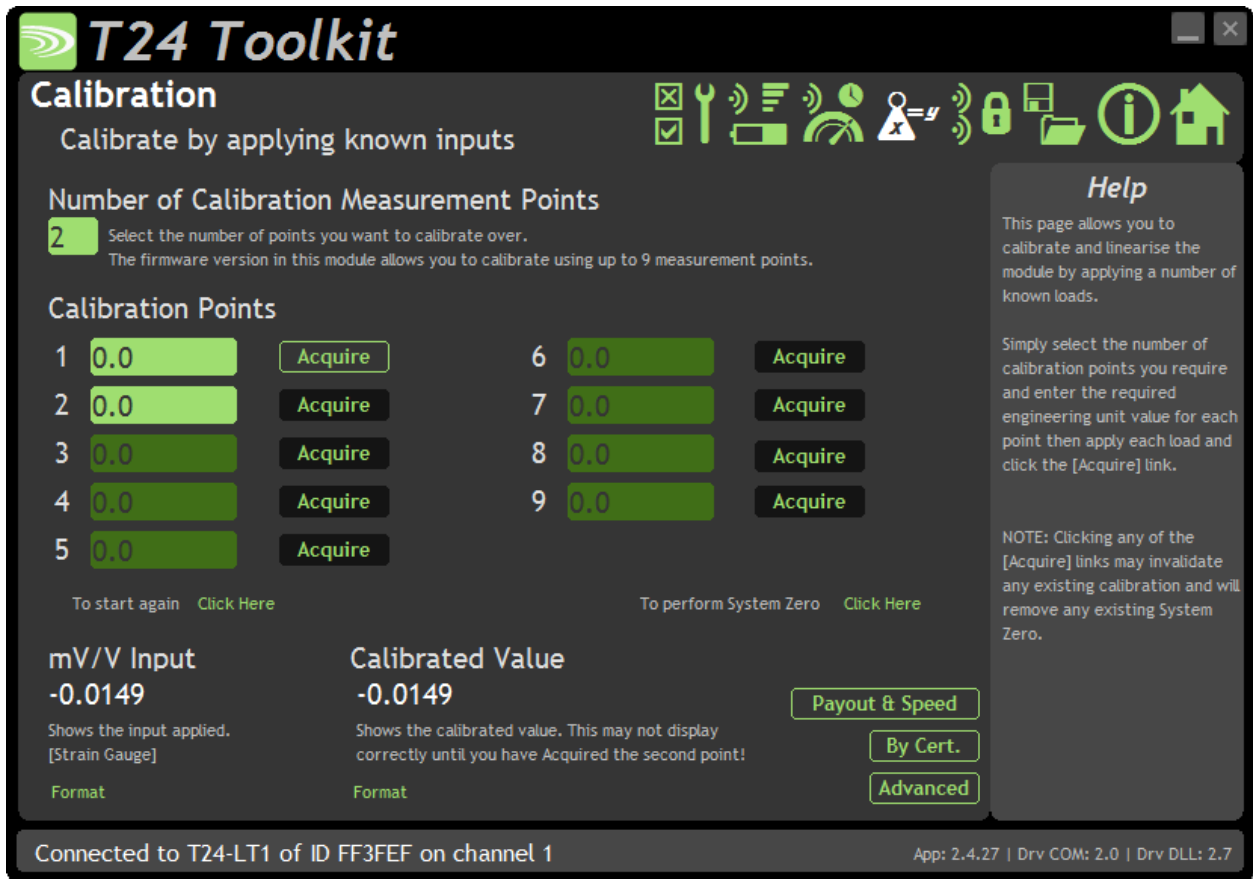 T24 Toolkit
Calibration
Calibrate by applying known inputs
x=y
i
Number of Calibration Measurement Points
2
Select the number of points you want to calibrate over.
The firmware version in this module allows you to calibrate using up to 9 measurement points.
Calibration Points
1 0.0 Acquire 6 0.0 Acquire
2 0.0 Acquire 7 0.0 Acquire
3 0.0 Acquire 8 0.0 Acquire
4 0.0 Acquire 9 0.0 Acquire
5 0.0 Acquire
To start again Click Here To perform System Zero Click Here
mV/V Input
-0.0149
Shows the input applied.
[Strain Gauge]
Format
Calibrated Value
-0.0149
Shows the calibrated value. This may not display
correctly until you have Acquired the second point!
Format
Payout & Speed
By Cert.
Advanced
Help
This page allows you to
calibrate and linearise the
module by applying a number of
known loads.
Simply select the number of
calibration points you require
and enter the required
engineering unit value for each
point then apply each load and
click the [Acquire] link.
NOTE: Clicking any of the
[Acquire] links may invalidate
any existing calibration and will
remove any existing System
Zero.
Connected to T24-LT1 of ID FF3FEF on channel 1
App: 2.4.27 | Drv COM: 2.0 | Drv DLL: 2.7